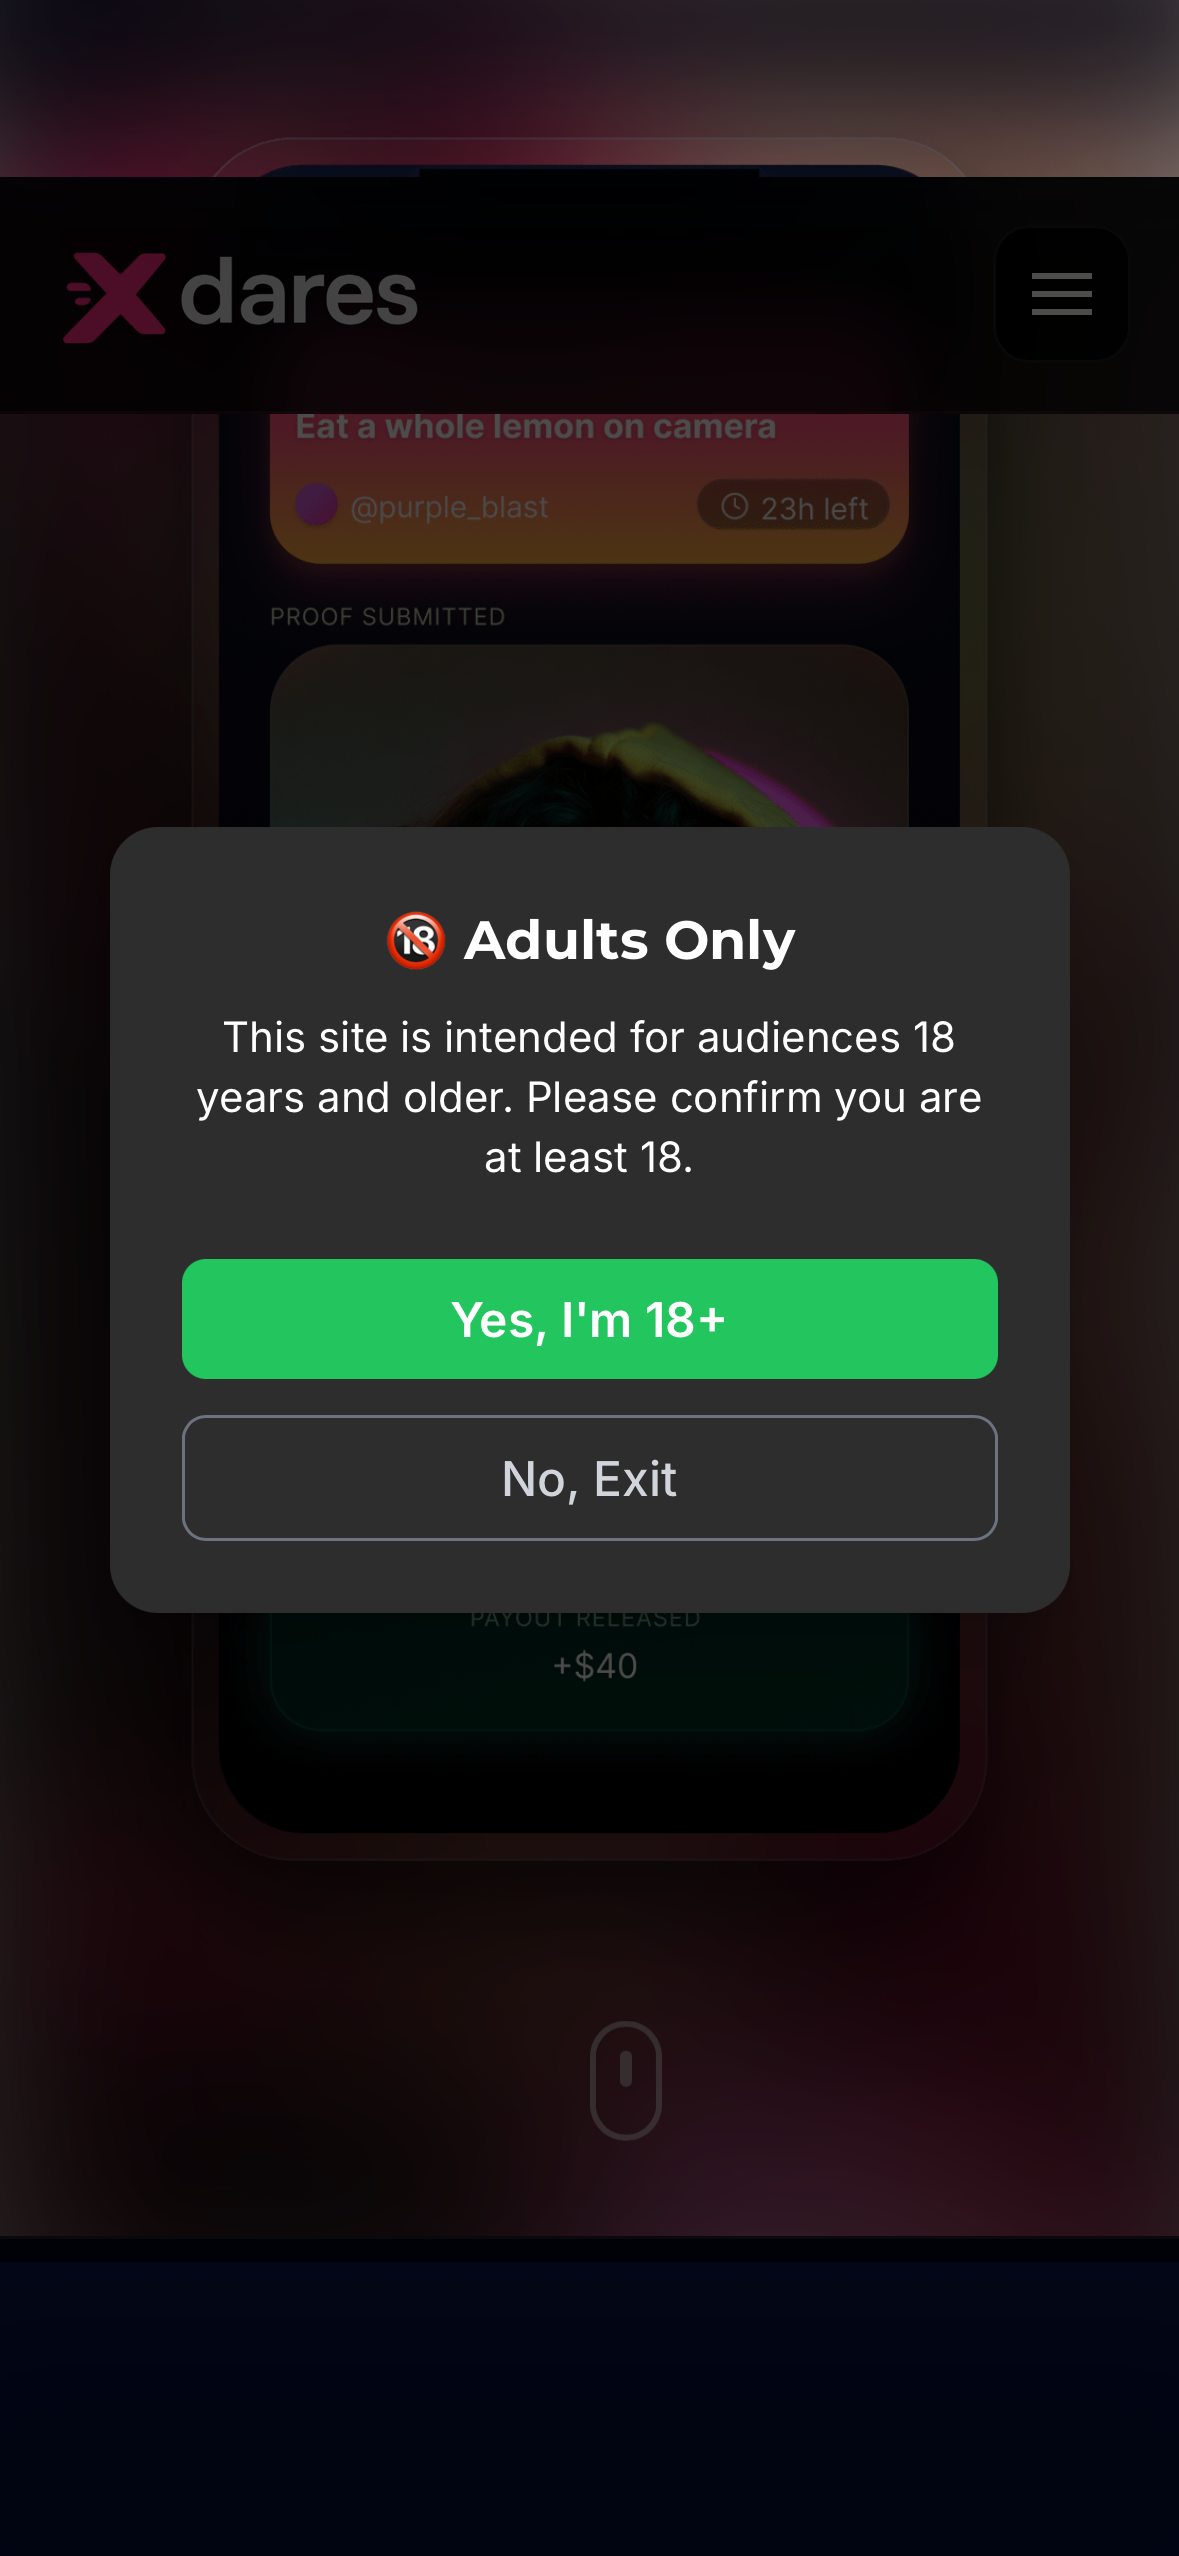 X dares
Eat a whole lemon on camera
@purple_blast
23h left
PROOF SUBMITTED
🔞 Adults Only
This site is intended for audiences 18
years and older. Please confirm you are
at least 18.
Yes, I'm 18+
No, Exit
PAYOUT RELEASED
+$40